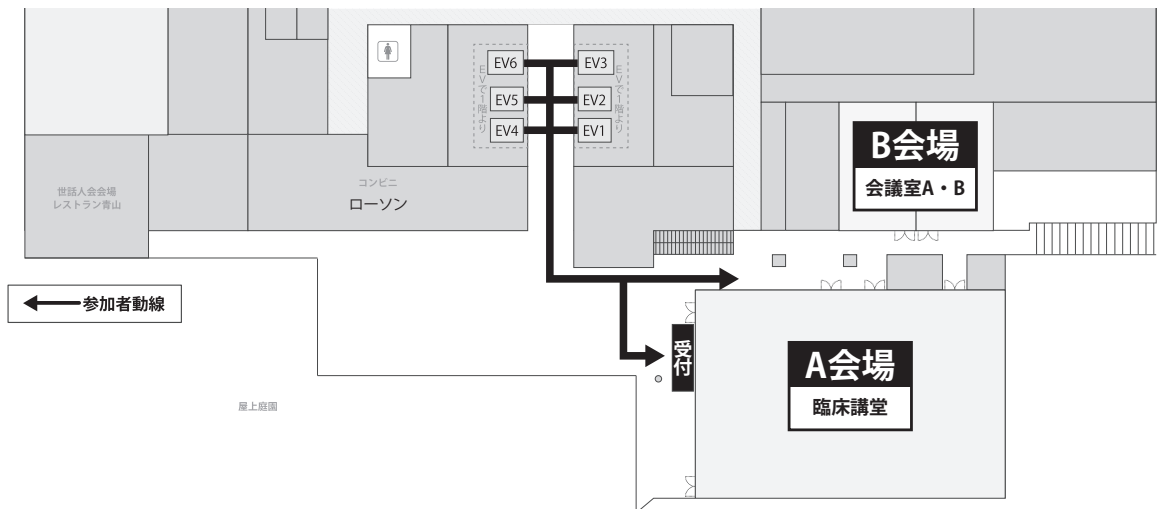 EV6
EV5
EV4
EVで1階より
EV3
EV2
EV1
EVで1階より
B会場
会議室A・B
世話人会会場
レストラン青山
コンビニ
ローソン
参加者動線
受付
A会場
臨床講堂
屋上庭園